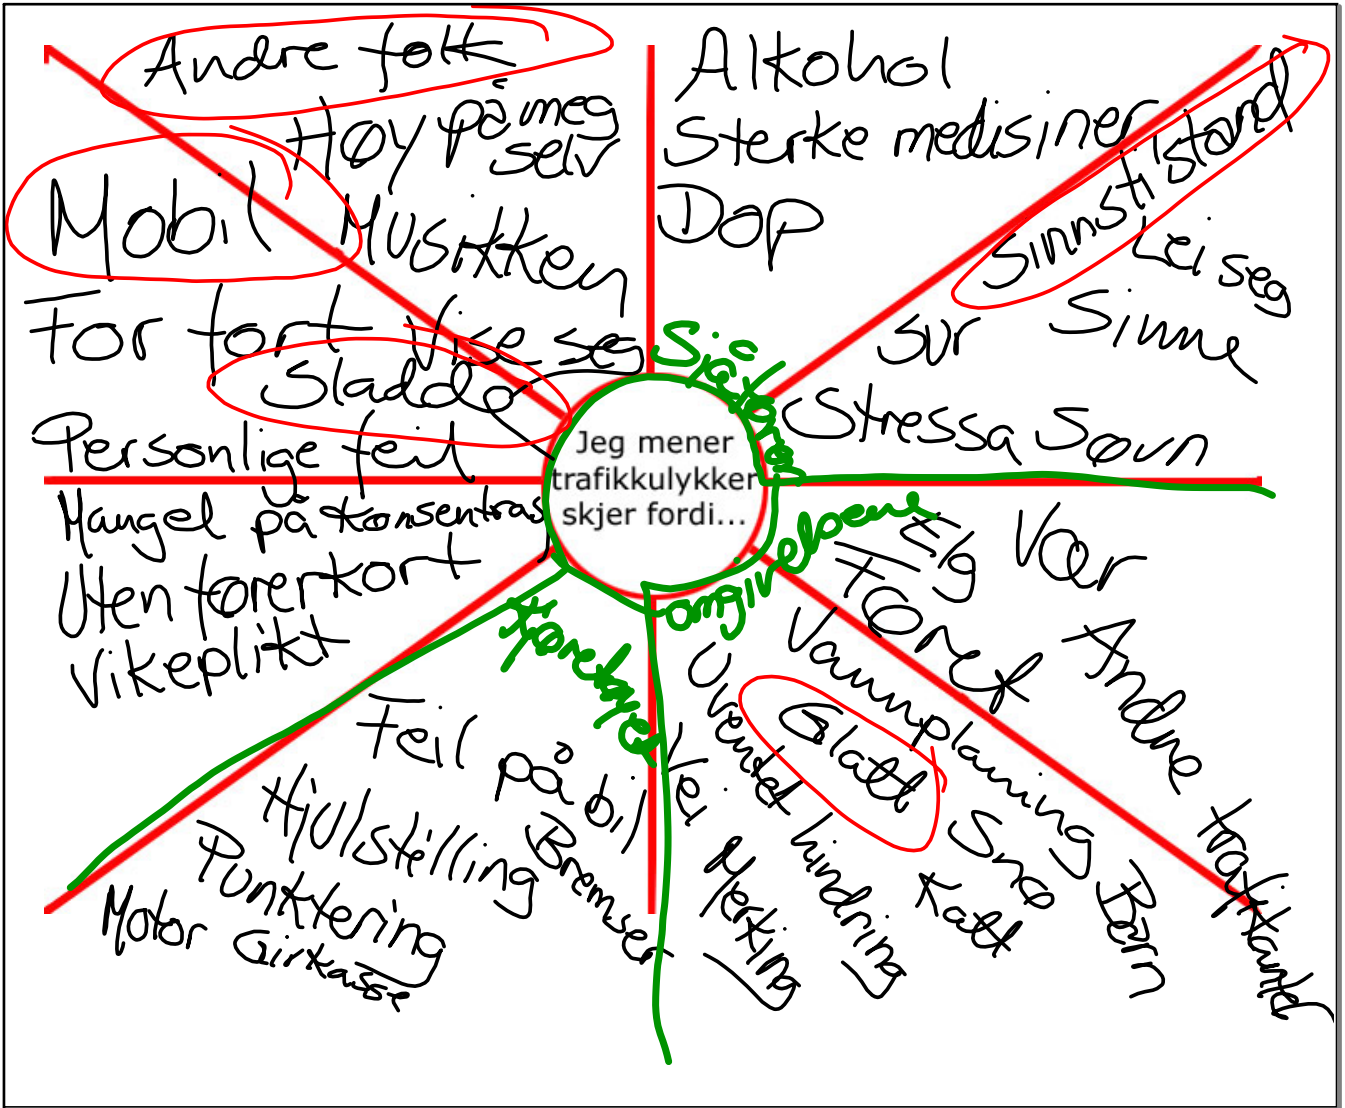 Andre folk
Høy på meg
selv
Mobil
Musikken
For fort
Vise seg
Sladde
Personlige feil
Mangel på konsentras
Uten førerkort
Vikeplikt
Alkohol
Sterke medisiner
Dop
Sinnstistand
Lei seg
Sur
Sinne
Stressa
Søvn
Sjåføren
Jeg mener
trafikkulykker
skjer fordi...
omgivelsene
Kjøretøyet
Elg
Vær
Føret
Andre trafikanter
Vannplaning
Glatt
Snø
Katt
Barn
Uventet hindring
Vei
Merking
Feil på bil
Hjulstilling
Bremser
Punktering
Motor
Girkasse